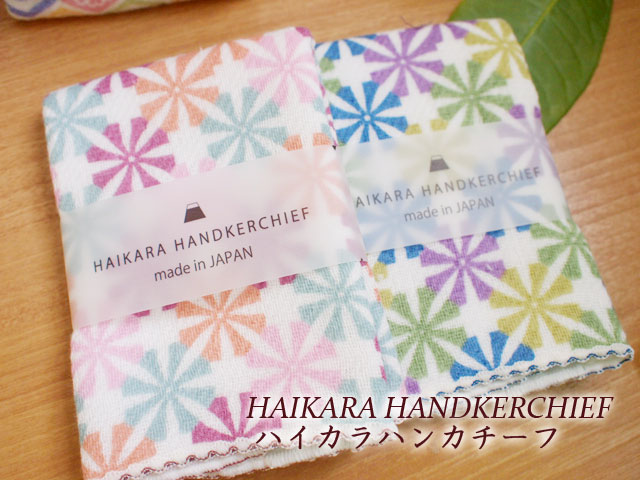 HAIKARA HANDKERCHIEF
made in JAPAN
AIKARA HANDKERCHIEF
made in JAPAN
HAIKARA HANDKERCHIEF
ハイカラハンカチーフ